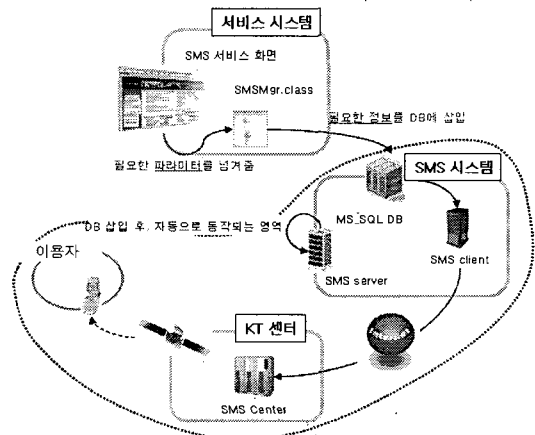 서비스 시스템
SMS 서비스 화면
SMSMgr.class
필요한 정보를 DB에 삽입
필요한 파라미터를 넘겨줌
SMS 시스템
MS_SQL DB
DB 삽입 후, 자동으로 동작되는 영역
이용자
SMS client
SMS server
KT 센터
SMS Center